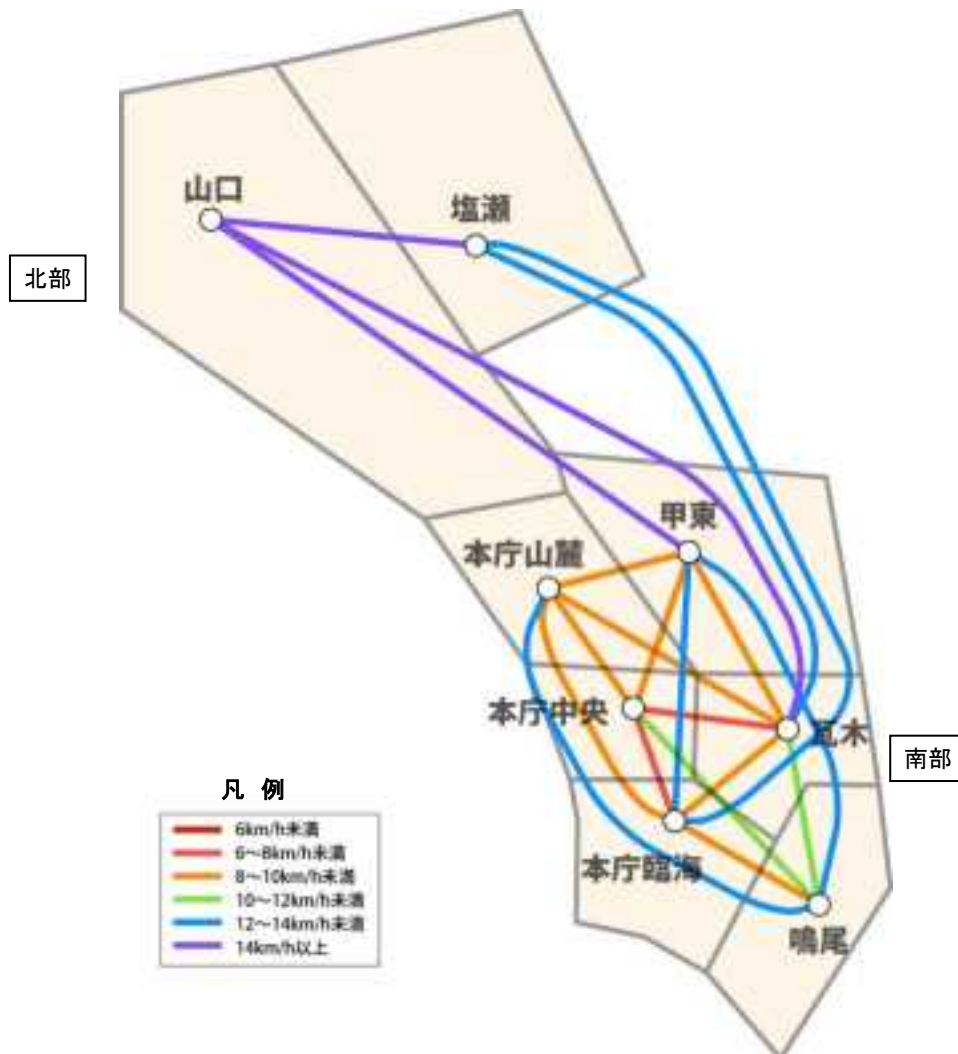 山口
塩瀬
北部
甲東
本庁山麓
本庁中央
瓦木
南部
凡 例
6km/h未満
6~8km/h未満
8~10km/h未満
10~12km/h未満
12~14km/h未満
14km/h以上
本庁臨海
鳴尾